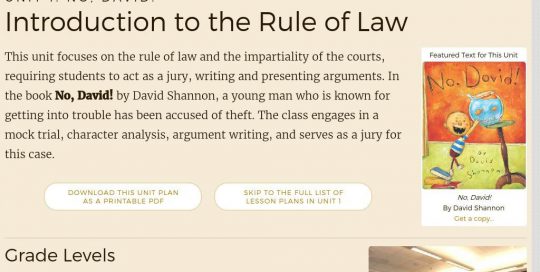 Introduction to the Rule of Law
This unit focuses on the rule of law and the impartiality of the courts,
requiring students to act as a jury, writing and presenting arguments. In
the book No, David! by David Shannon, a young man who is known for
getting into trouble has been accused of theft. The class engages in a
mock trial, character analysis, argument writing, and serves as a jury for
this case.
DOWNLOAD THIS UNIT PLAN
AS A PRINTABLE PDF
SKIP TO THE FULL LIST OF
LESSON PLANS IN UNIT 1
Featured Text for This Unit
No, David!
by
David
Shannon
No, David!
By David Shannon
Get a copy...
Grade Levels